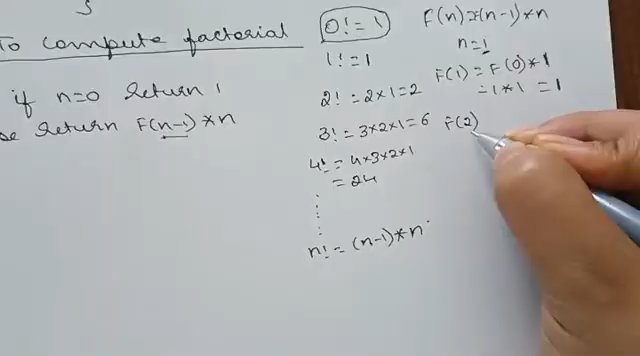 To compute factorial
if n=0 return 1
se return F(n-1)*n
0! = 1
1! = 1
2! = 2×1=2
3! = 3×2×1=6
4! = 4×3×2×1
= 24
n! = (n-1)*n
F(n)=(n-1)*n
n=1
F(1) = F(0)*1
=1*1 =1
F(2)